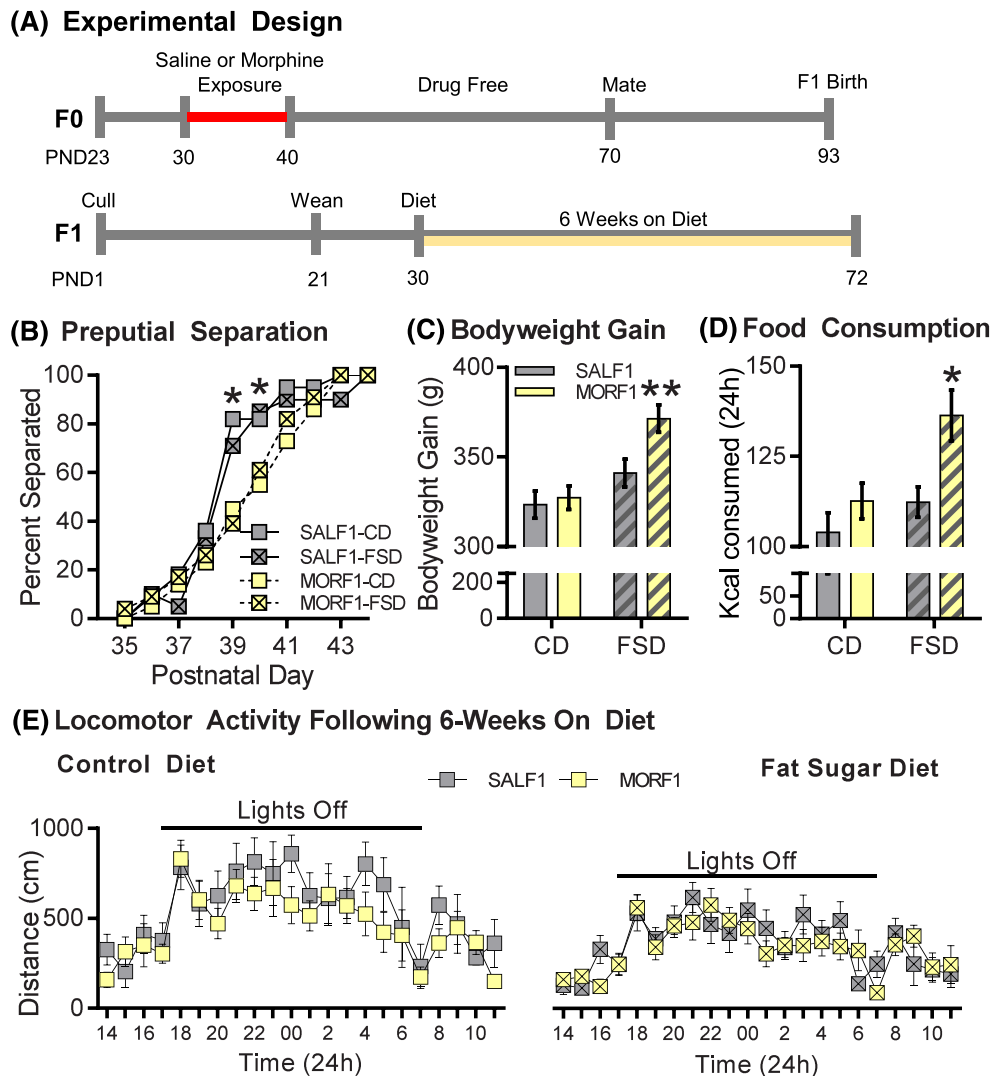 (A) Experimental Design
Saline or Morphine
Exposure
Drug Free
Mate
F1 Birth
F0
PND23
30
40
70
93
Cull
Wean
Diet
6 Weeks on Diet
F1
PND1
21
30
72
(B) Preputial Separation
Percent Separated
100
80
60
40
20
0
* *
SALF1-CD
SALF1-FSD
MORF1-CD
MORF1-FSD
35 37 39 41 43
Postnatal Day
(C) Bodyweight Gain
Bodyweight Gain (g)
400
350
300
200
0
SALF1
MORF1
**
CD FSD
(D) Food Consumption
Kcal consumed (24h)
150
125
100
50
0
*
CD FSD
(E) Locomotor Activity Following 6-Weeks On Diet
Control Diet
SALF1 MORF1
Fat Sugar Diet
Lights Off
Distance (cm)
1000
500
0
14 16 18 20 22 00 2 4 6 8 10
Time (24h)
Lights Off
14 16 18 20 22 00 2 4 6 8 10
Time (24h)